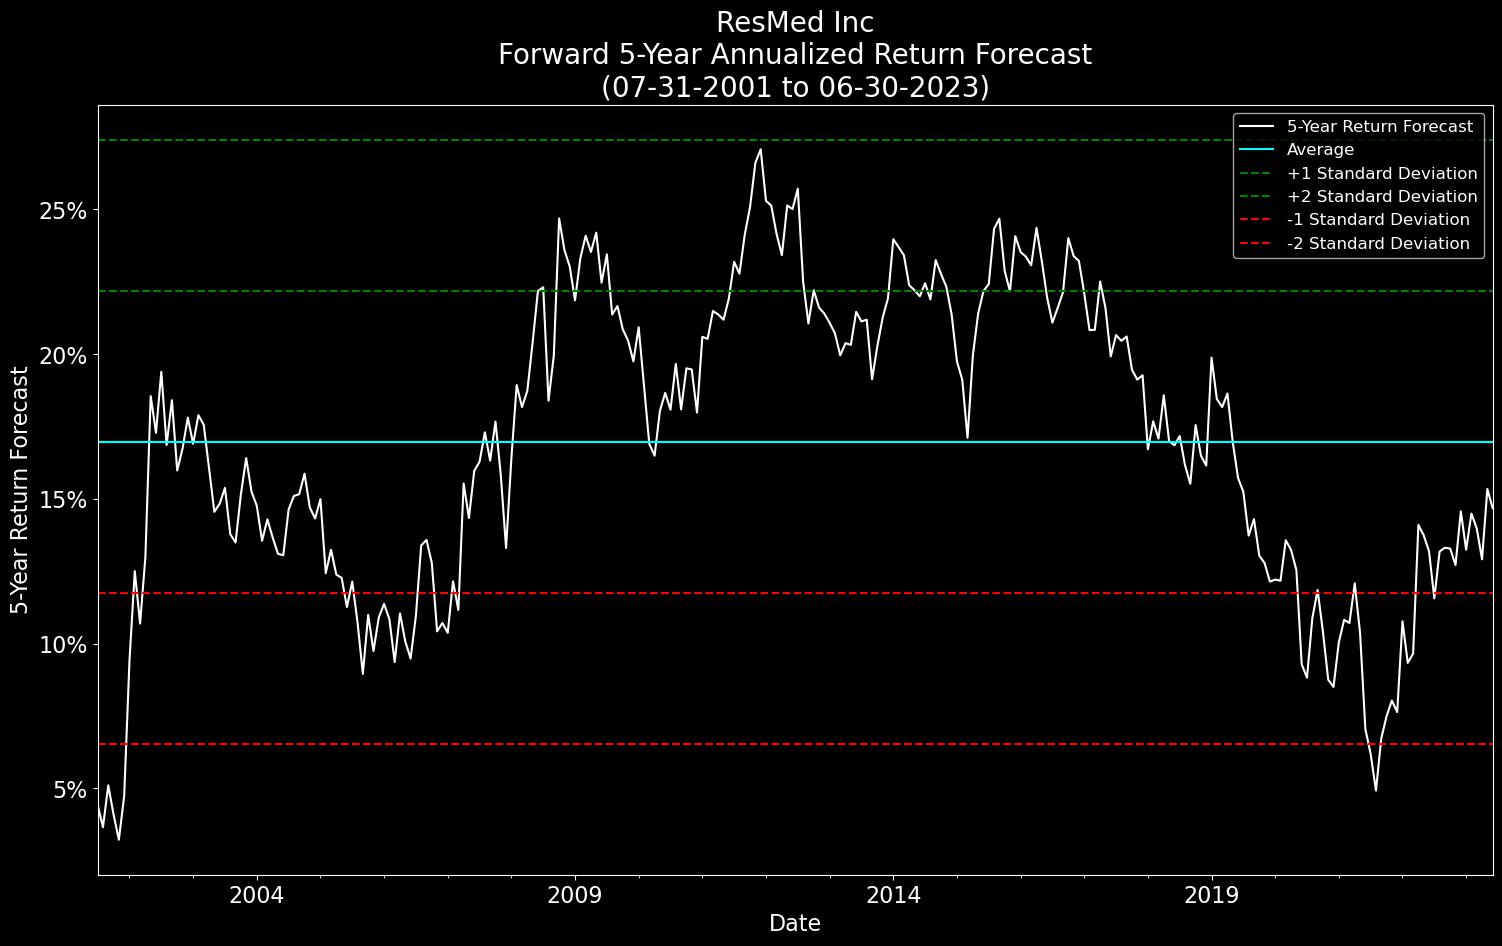 ResMed Inc
Forward 5-Year Annualized Return Forecast
(07-31-2001 to 06-30-2023)
5-Year Return Forecast
Average
+1 Standard Deviation
+2 Standard Deviation
-1 Standard Deviation
-2 Standard Deviation
25%
20%
15%
10%
5%
5-Year Return Forecast
2004
2009
2014
2019
Date